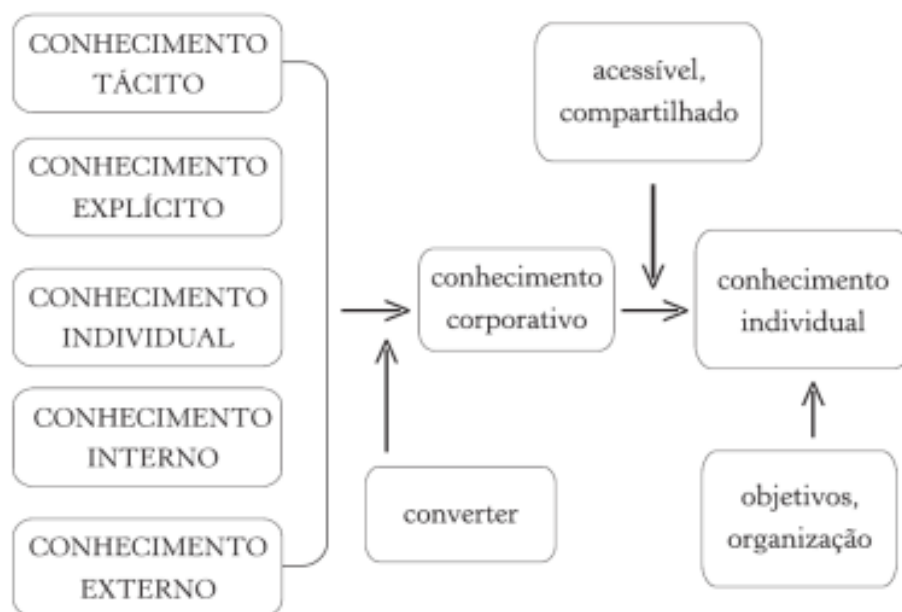 CONHECIMENTO
TÁCITO
CONHECIMENTO
EXPLÍCITO
CONHECIMENTO
INDIVIDUAL
CONHECIMENTO
INTERNO
CONHECIMENTO
EXTERNO
converter
conhecimento
corporativo
acessível,
compartilhado
conhecimento
individual
objetivos,
organização